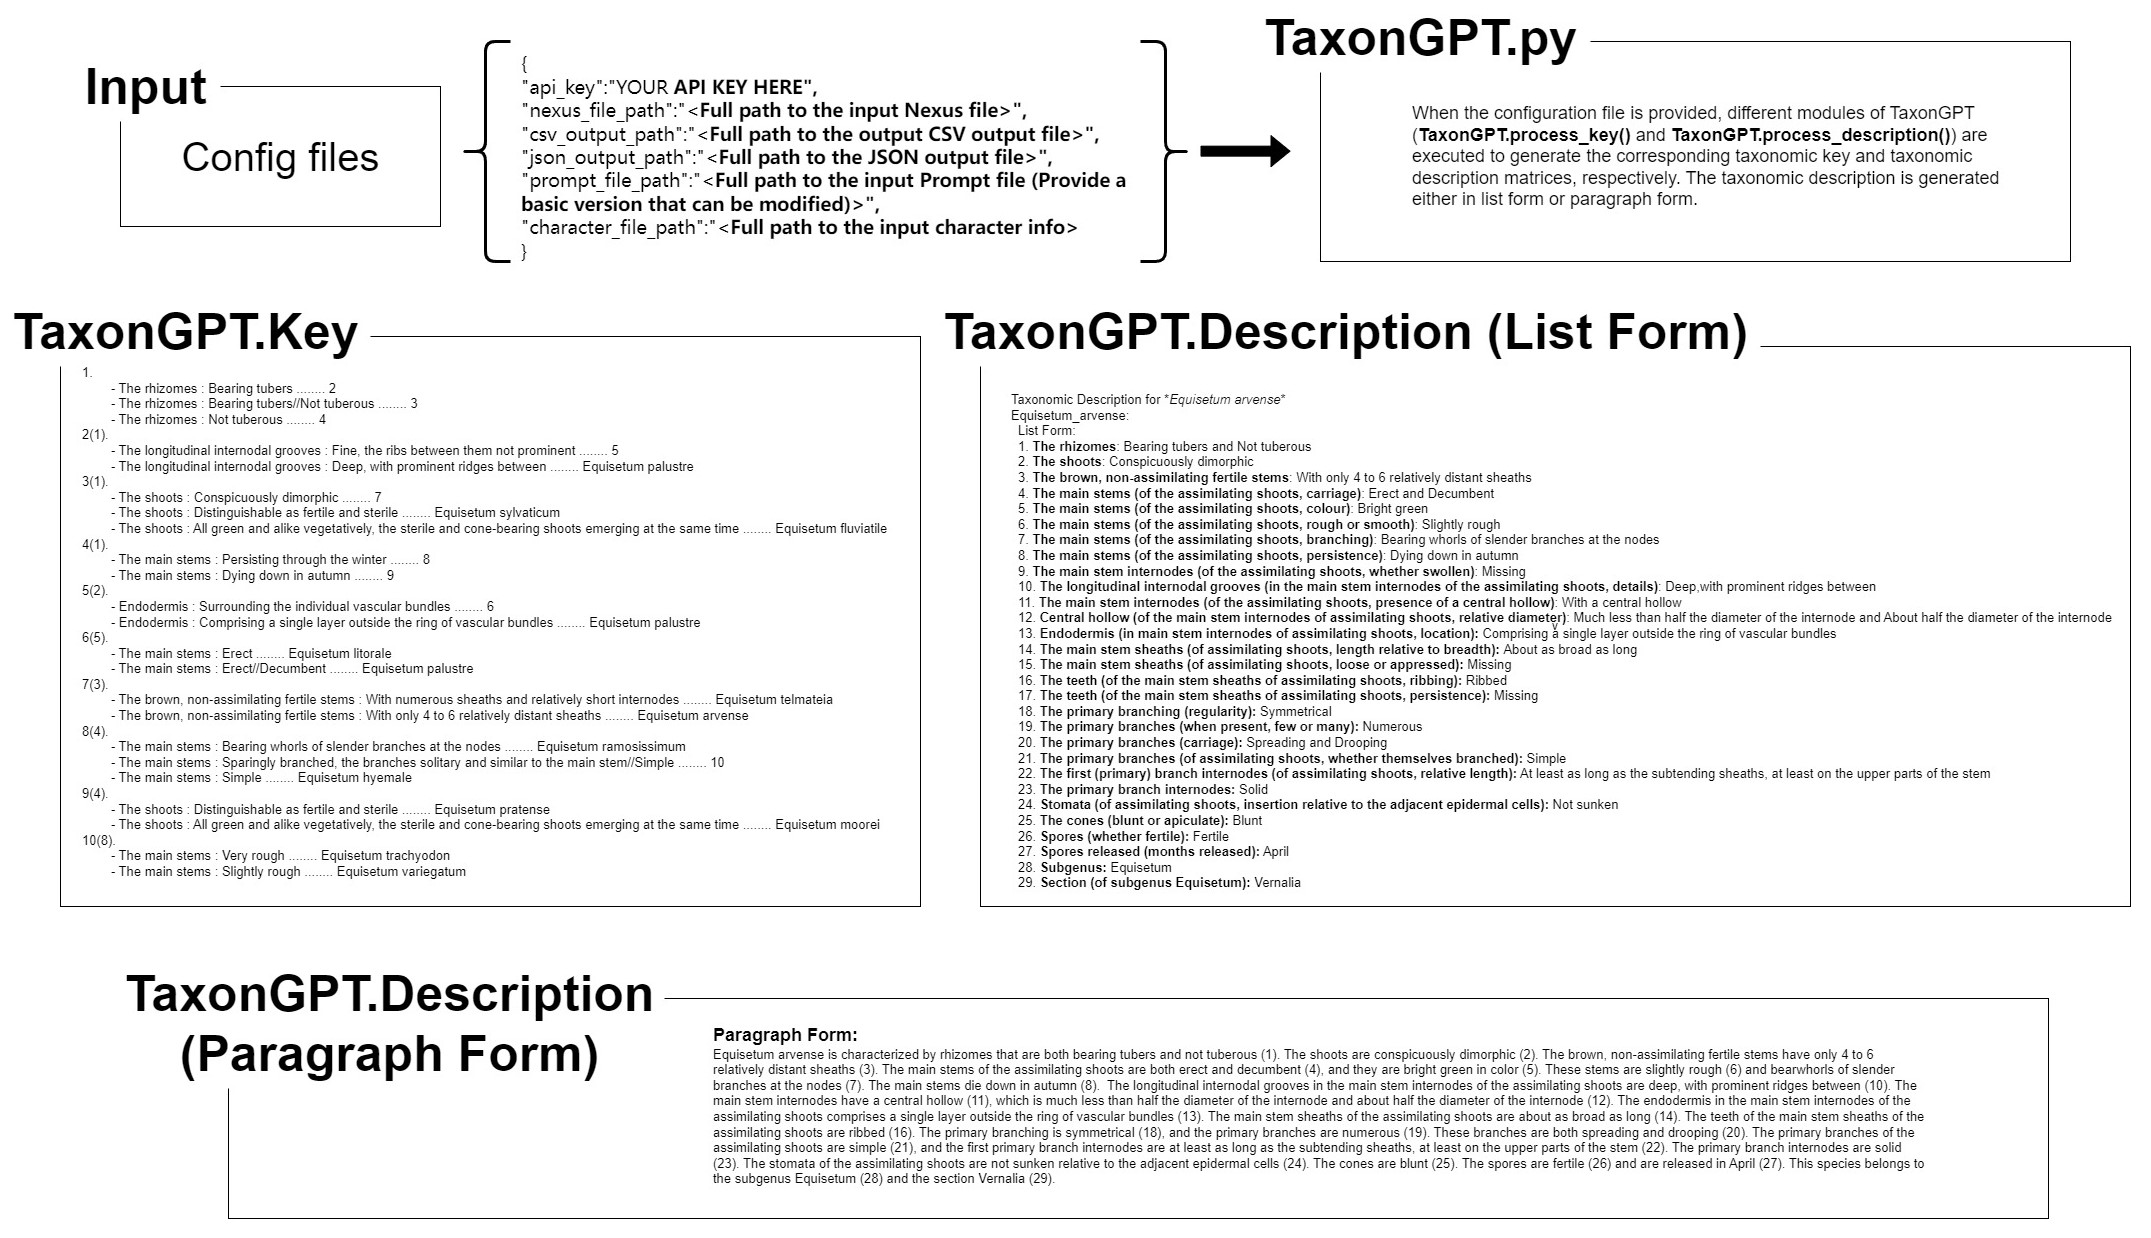 Input
Config files
{
"api_key":"YOUR API KEY HERE",
"nexus_file_path":"<Full path to the input Nexus file>",
"csv_output_path":"<Full path to the output CSV output file>",
"json_output_path":"<Full path to the JSON output file>",
"prompt_file_path":"<Full path to the input Prompt file (Provide a
basic version that can be modified)>",
"character_file_path":"<Full path to the input character info>
}
TaxonGPT.py
When the configuration file is provided, different modules of TaxonGPT
(TaxonGPT.process_key() and TaxonGPT.process_description()) are
executed to generate the corresponding taxonomic key and taxonomic
description matrices, respectively. The taxonomic description is generated
either in list form or paragraph form.
TaxonGPT.Key
1.
- The rhizomes : Bearing tubers ........ 2
- The rhizomes : Bearing tubers//Not tuberous ........ 3
- The rhizomes : Not tuberous ........ 4
2(1).
- The longitudinal internodal grooves : Fine, the ribs between them not prominent ........ 5
- The longitudinal internodal grooves : Deep, with prominent ridges between ........ Equisetum palustre
3(1).
- The shoots : Conspicuously dimorphic ........ 7
- The shoots : Distinguishable as fertile and sterile ........ Equisetum sylvaticum
- The shoots : All green and alike vegetatively, the sterile and cone-bearing shoots emerging at the same time ........ Equisetum fluviatile
4(1).
- The main stems : Persisting through the winter ........ 8
- The main stems : Dying down in autumn ........ 9
5(2).
- Endodermis : Surrounding the individual vascular bundles ........ 6
- Endodermis : Comprising a single layer outside the ring of vascular bundles ........ Equisetum palustre
6(5).
- The main stems : Erect ........ Equisetum litorale
- The main stems : Erect//Decumbent ........ Equisetum palustre
7(3).
- The brown, non-assimilating fertile stems : With numerous sheaths and relatively short internodes ........ Equisetum telmateia
- The brown, non-assimilating fertile stems : With only 4 to 6 relatively distant sheaths ........ Equisetum arvense
8(4).
- The main stems : Bearing whorls of slender branches at the nodes ........ Equisetum ramosissimum
- The main stems : Sparingly branched, the branches solitary and similar to the main stem//Simple ........ 10
- The main stems : Simple ........ Equisetum hyemale
9(4).
- The shoots : Distinguishable as fertile and sterile ........ Equisetum pratense
- The shoots : All green and alike vegetatively, the sterile and cone-bearing shoots emerging at the same time ........ Equisetum moorei
10(8).
- The main stems : Very rough ........ Equisetum trachyodon
- The main stems : Slightly rough ........ Equisetum variegatum
TaxonGPT.Description (List Form)
Taxonomic Description for *Equisetum arvense*
Equisetum_arvense:
List Form:
1. The rhizomes: Bearing tubers and Not tuberous
2. The shoots: Conspicuously dimorphic
3. The brown, non-assimilating fertile stems: With only 4 to 6 relatively distant sheaths
4. The main stems (of the assimilating shoots, carriage): Erect and Decumbent
5. The main stems (of the assimilating shoots, colour): Bright green
6. The main stems (of the assimilating shoots, rough or smooth): Slightly rough
7. The main stems (of the assimilating shoots, branching): Bearing whorls of slender branches at the nodes
8. The main stems (of the assimilating shoots, persistence): Dying down in autumn
9. The main stem internodes (of the assimilating shoots, whether swollen): Missing
10. The longitudinal internodal grooves (in the main stem internodes of the assimilating shoots, details): Deep,with prominent ridges between
11. The main stem internodes (of the assimilating shoots, presence of a central hollow): With a central hollow
12. Central hollow (of the main stem internodes of assimilating shoots, relative diameter): Much less than half the diameter of the internode and About half the diameter of the internode
13. Endodermis (in main stem internodes of assimilating shoots, location): Comprising a single layer outside the ring of vascular bundles
14. The main stem sheaths (of assimilating shoots, length relative to breadth): About as broad as long
15. The main stem sheaths (of assimilating shoots, loose or appressed): Missing
16. The teeth (of the main stem sheaths of assimilating shoots, ribbing): Ribbed
17. The teeth (of the main stem sheaths of assimilating shoots, persistence): Missing
18. The primary branching (regularity): Symmetrical
19. The primary branches (when present, few or many): Numerous
20. The primary branches (carriage): Spreading and Drooping
21. The primary branches (of assimilating shoots, whether themselves branched): Simple
22. The first (primary) branch internodes (of assimilating shoots, relative length): At least as long as the subtending sheaths, at least on the upper parts of the stem
23. The primary branch internodes: Solid
24. Stomata (of assimilating shoots, insertion relative to the adjacent epidermal cells): Not sunken
25. The cones (blunt or apiculate): Blunt
26. Spores (whether fertile): Fertile
27. Spores released (months released): April
28. Subgenus: Equisetum
29. Section (of subgenus Equisetum): Vernalia
TaxonGPT.Description
(Paragraph Form)
Paragraph Form:
Equisetum arvense is characterized by rhizomes that are both bearing tubers and not tuberous (1). The shoots are conspicuously dimorphic (2). The brown, non-assimilating fertile stems have only 4 to 6
relatively distant sheaths (3). The main stems of the assimilating shoots are both erect and decumbent (4), and they are bright green in color (5). These stems are slightly rough (6) and bearwhorls of slender
branches at the nodes (7). The main stems die down in autumn (8). The longitudinal internodal grooves in the main stem internodes of the assimilating shoots are deep, with prominent ridges between (10). The
main stem internodes have a central hollow (11), which is much less than half the diameter of the internode and about half the diameter of the internode (12). The endodermis in the main stem internodes of the
assimilating shoots comprises a single layer outside the ring of vascular bundles (13). The main stem sheaths of the assimilating shoots are about as broad as long (14). The teeth of the main stem sheaths of the
assimilating shoots are ribbed (16). The primary branching is symmetrical (18), and the primary branches are numerous (19). These branches are both spreading and drooping (20). The primary branches of the
assimilating shoots are simple (21), and the first primary branch internodes are at least as long as the subtending sheaths, at least on the upper parts of the stem (22). The primary branch internodes are solid
(23). The stomata of the assimilating shoots are not sunken relative to the adjacent epidermal cells (24). The cones are blunt (25). The spores are fertile (26) and are released in April (27). This species belongs to
the subgenus Equisetum (28) and the section Vernalia (29).